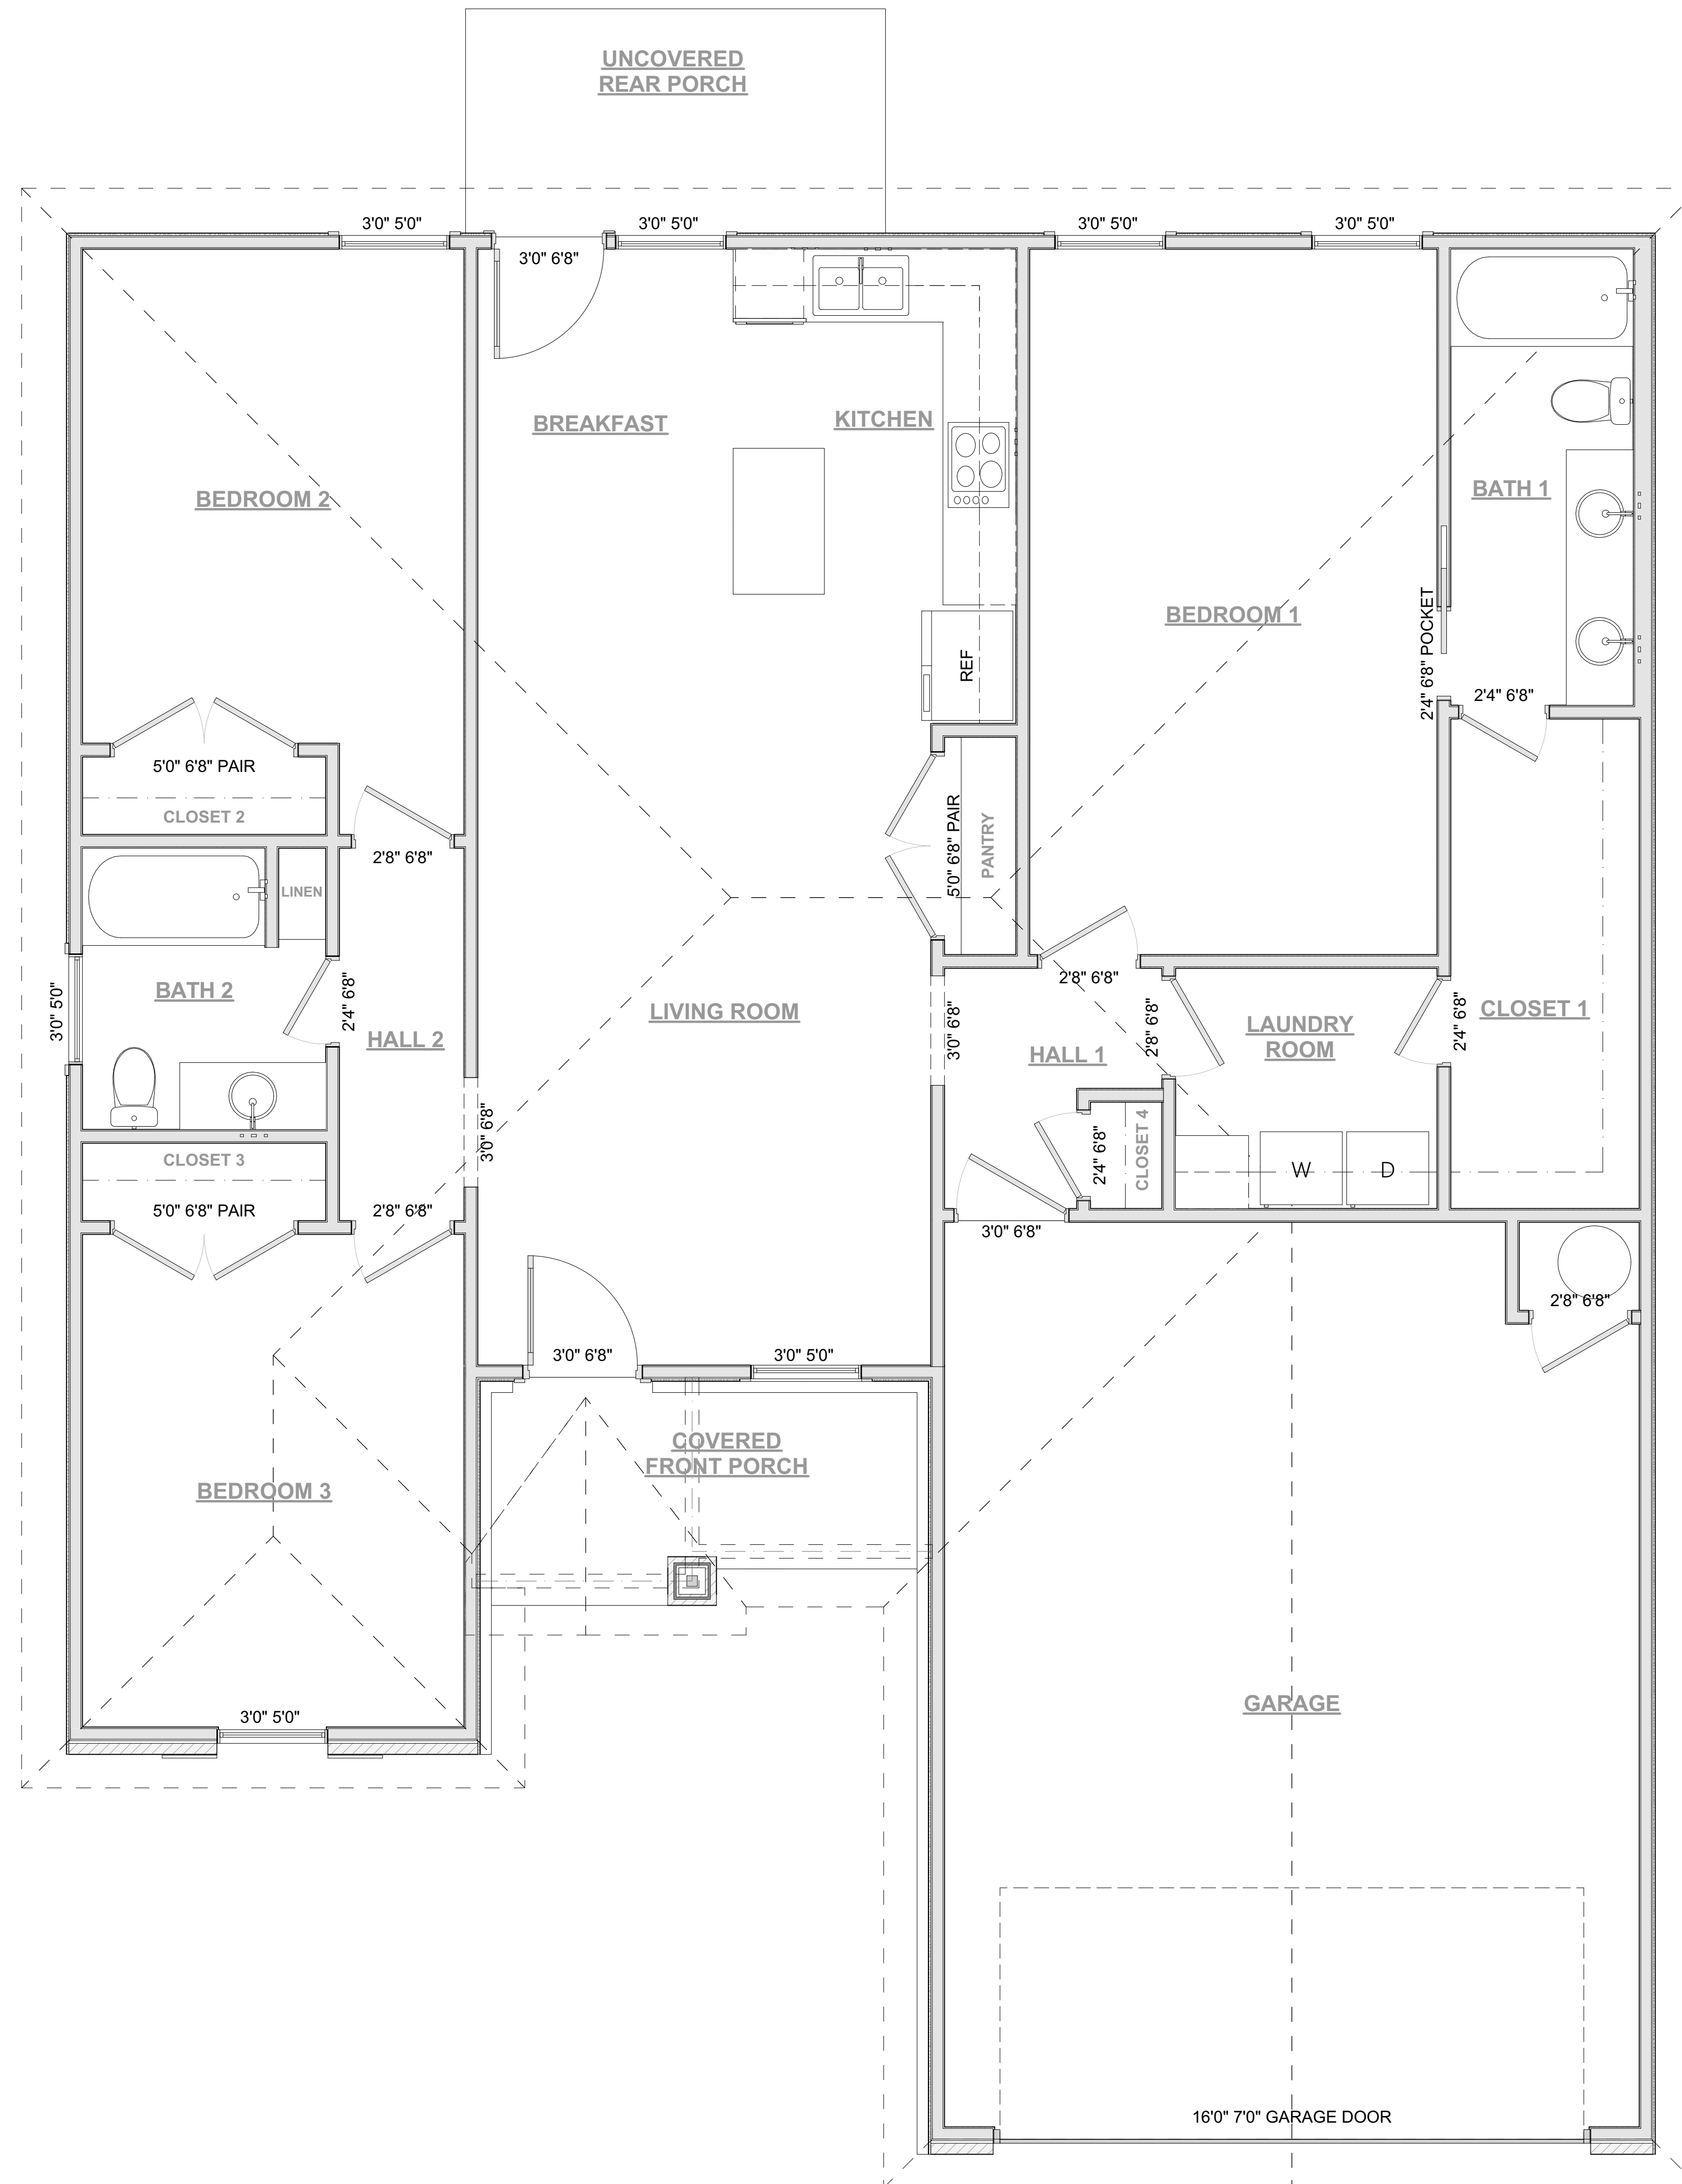 UNCOVERED
REAR PORCH
3'0" 5'0"
3'0" 5'0"
3'0" 5'0"
3'0" 5'0"
3'0" 6'8"
BREAKFAST
KITCHEN
BEDROOM 2
BATH 1
BEDROOM 1
2'4" 6'8" POCKET
REF
2'4" 6'8"
5'0" 6'8" PAIR
CLOSET 2
5'0" 6'8" PAIR
PANTRY
2'8" 6'8"
LINEN
BATH 2
3'0" 5'0"
2'4" 6'8"
HALL 2
LIVING ROOM
3'0" 6'8"
2'8" 6'8"
HALL 1
2'8" 6'8"
LAUNDRY
ROOM
2'4" 6'8"
CLOSET 1
3'0" 6'8"
CLOSET 3
5'0" 6'8" PAIR
2'8" 6'8"
2'4" 6'8"
CLOSET 4
W
D
3'0" 6'8"
2'8" 6'8"
3'0" 6'8"
3'0" 5'0"
COVERED
FRONT PORCH
BEDROOM 3
3'0" 5'0"
GARAGE
16'0" 7'0" GARAGE DOOR